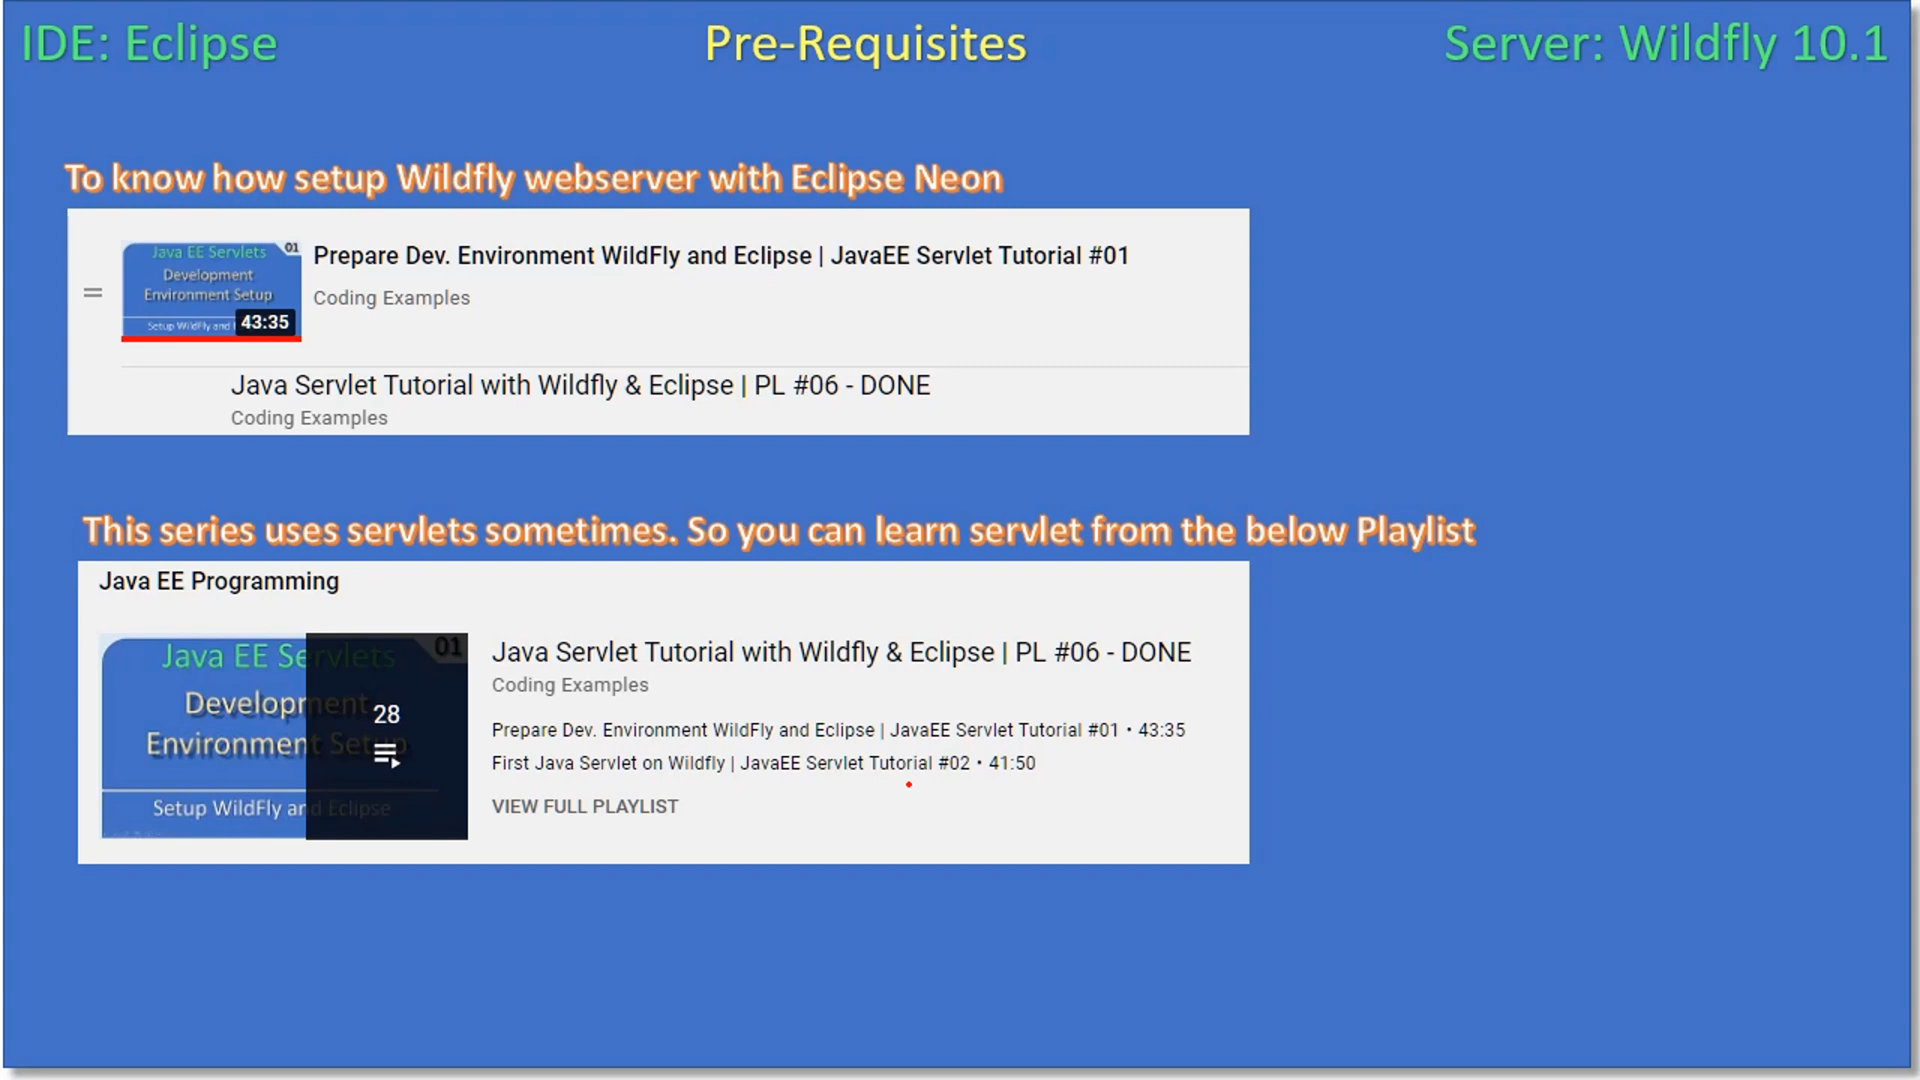 IDE: Eclipse
Pre-Requisites
Server: Wildfly 10.1
To know how setup Wildfly webserver with Eclipse Neon
Java EE Servlets
01
Development
Environment Setup
Setup WildFly and
43:35
Prepare Dev. Environment WildFly and Eclipse | JavaEE Servlet Tutorial #01
Coding Examples
Java Servlet Tutorial with Wildfly & Eclipse | PL #06 - DONE
Coding Examples
This series uses servlets sometimes. So you can learn servlet from the below Playlist
Java EE Programming
Java EE Servlets
01
Development
Environment Setup
Setup WildFly and Eclipse
28
Java Servlet Tutorial with Wildfly & Eclipse | PL #06 - DONE
Coding Examples
Prepare Dev. Environment WildFly and Eclipse | JavaEE Servlet Tutorial #01 • 43:35
First Java Servlet on Wildfly | JavaEE Servlet Tutorial #02 • 41:50
VIEW FULL PLAYLIST